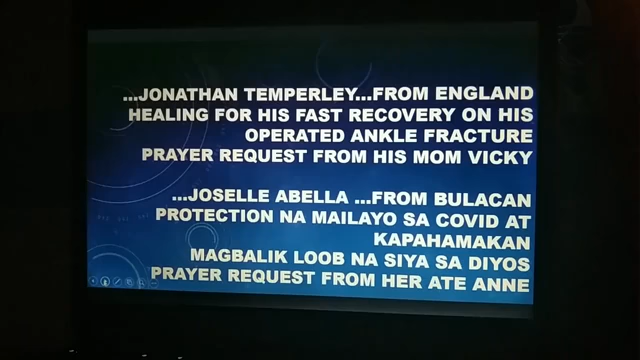 ...JONATHAN TEMPERLEY...FROM ENGLAND
HEALING FOR HIS FAST RECOVERY ON HIS
OPERATED ANKLE FRACTURE
PRAYER REQUEST FROM HIS MOM VICKY
...JOSELLE ABELLA ...FROM BULACAN
PROTECTION NA MAILAYO SA COVID AT
KAPAHAMAKAN
MAGBALIK LOOB NA SIYA SA DIYOS
PRAYER REQUEST FROM HER ATE ANNE